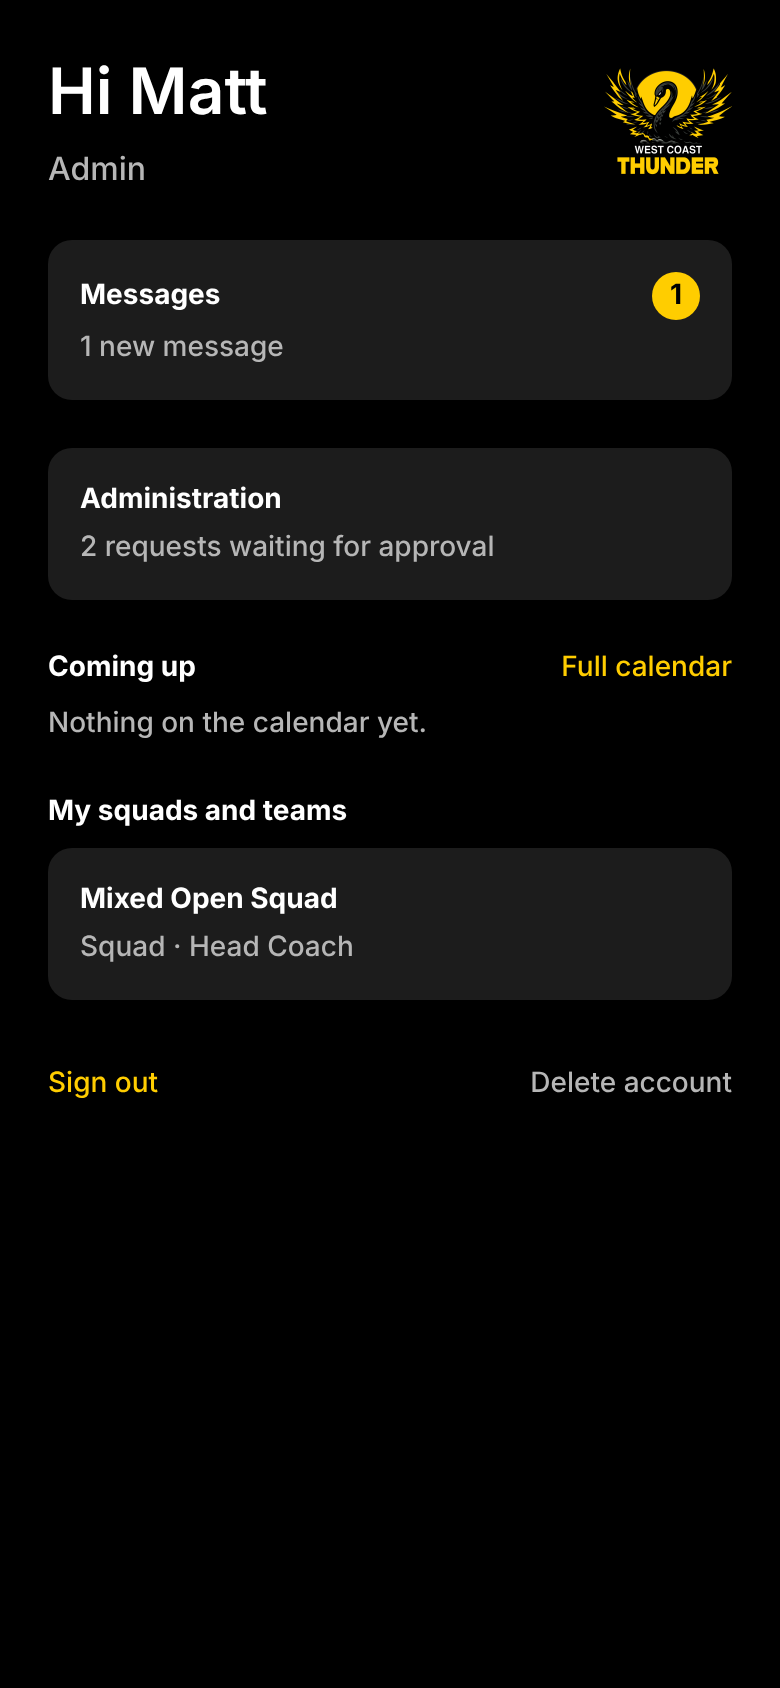 Hi Matt
Admin
WEST COAST
THUNDER
Messages
1
1 new message
Administration
2 requests waiting for approval
Coming up
Full calendar
Nothing on the calendar yet.
My squads and teams
Mixed Open Squad
Squad · Head Coach
Sign out
Delete account